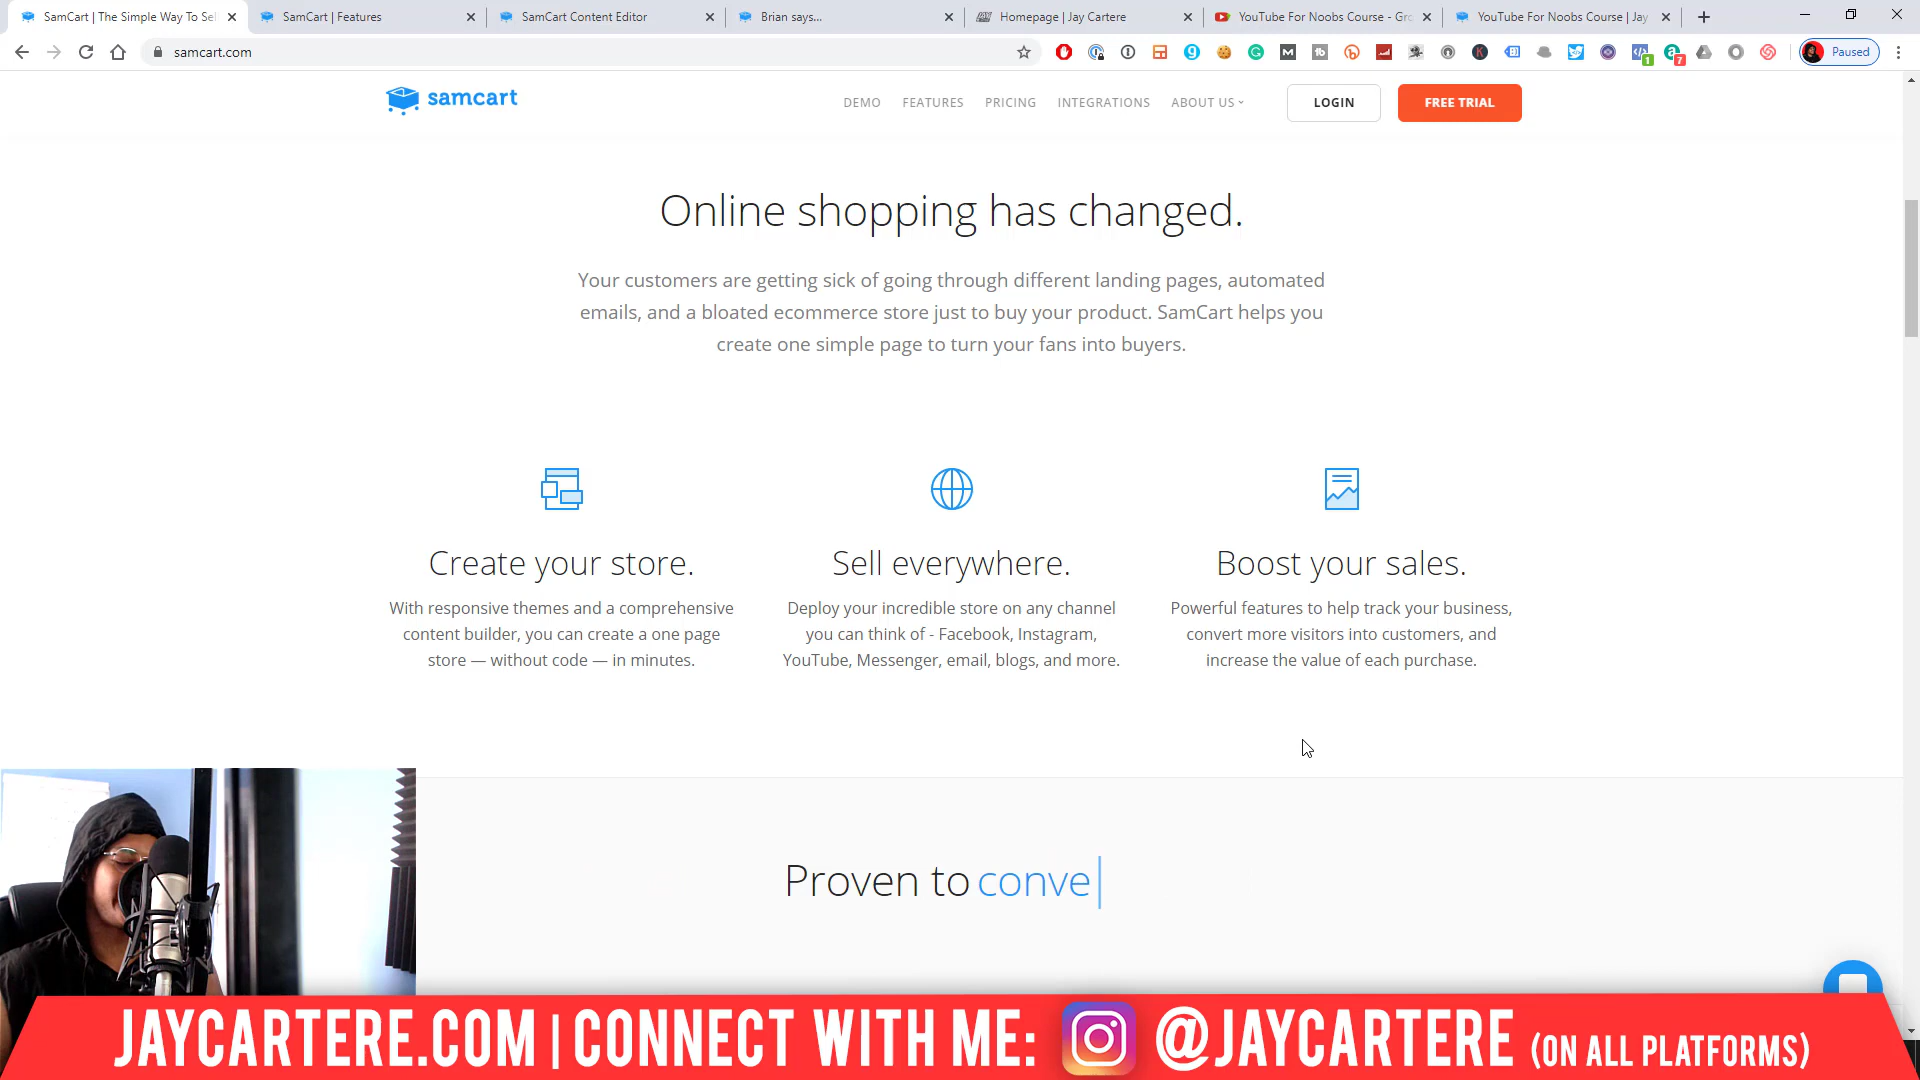 SamCart | The Simple Way To Sel
SamCart | Features
SamCart Content Editor
Brian says...
Homepage | Jay Cartere
YouTube For Noobs Course - Gro
YouTube For Noobs Course | Jay
samcart.com
Paused
samcart
DEMO
FEATURES
PRICING
INTEGRATIONS
ABOUT US
LOGIN
FREE TRIAL
Online shopping has changed.
Your customers are getting sick of going through different landing pages, automated
emails, and a bloated ecommerce store just to buy your product. SamCart helps you
create one simple page to turn your fans into buyers.
Create your store.
With responsive themes and a comprehensive
content builder, you can create a one page
store — without code — in minutes.
Sell everywhere.
Deploy your incredible store on any channel
you can think of - Facebook, Instagram,
YouTube, Messenger, email, blogs, and more.
Boost your sales.
Powerful features to help track your business,
convert more visitors into customers, and
increase the value of each purchase.
Proven to conve
JAYCARTERE.COM | CONNECT WITH ME: @JAYCARTERE (ON ALL PLATFORMS)